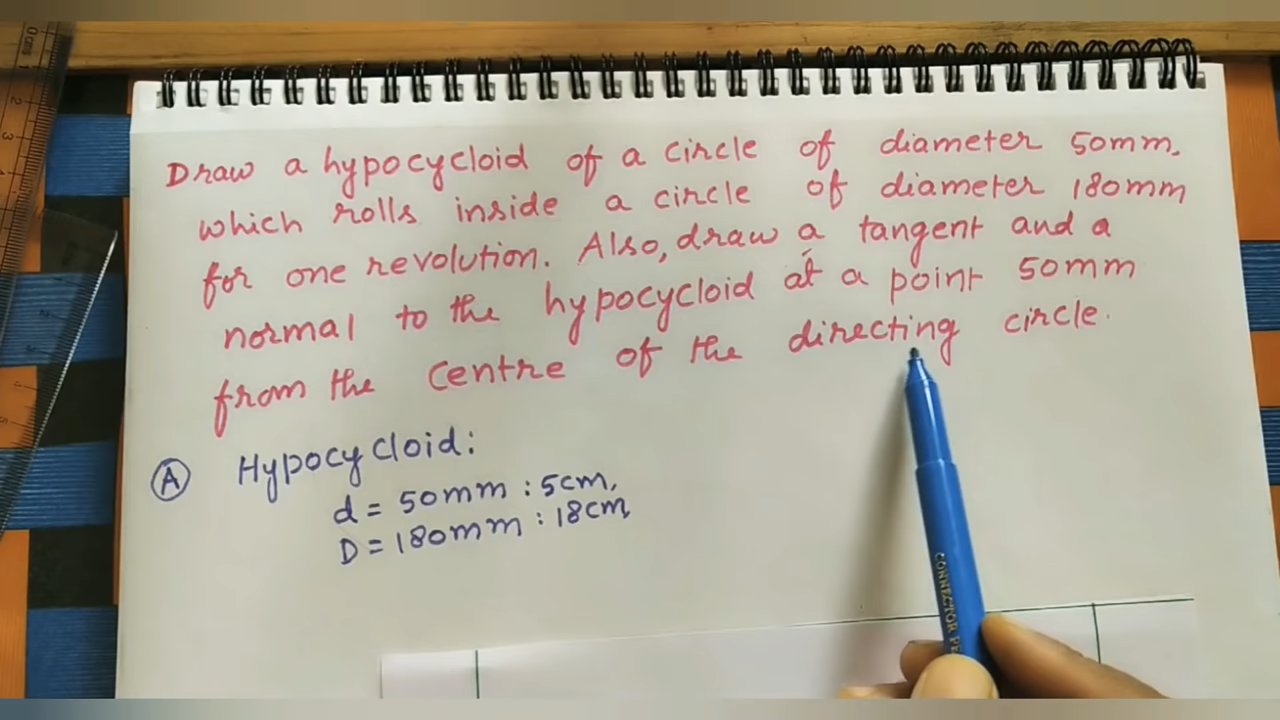 Draw a hypocycloid of a circle of diameter 50mm.
which rolls inside a circle of diameter 180mm
for one revolution. Also, draw a tangent and a
normal to the hypocycloid at a point 50mm
from the centre of the directing circle.
A Hypocycloid:
d = 50mm : 5cm,
D = 180mm : 18cm,
CONNECTOR PE